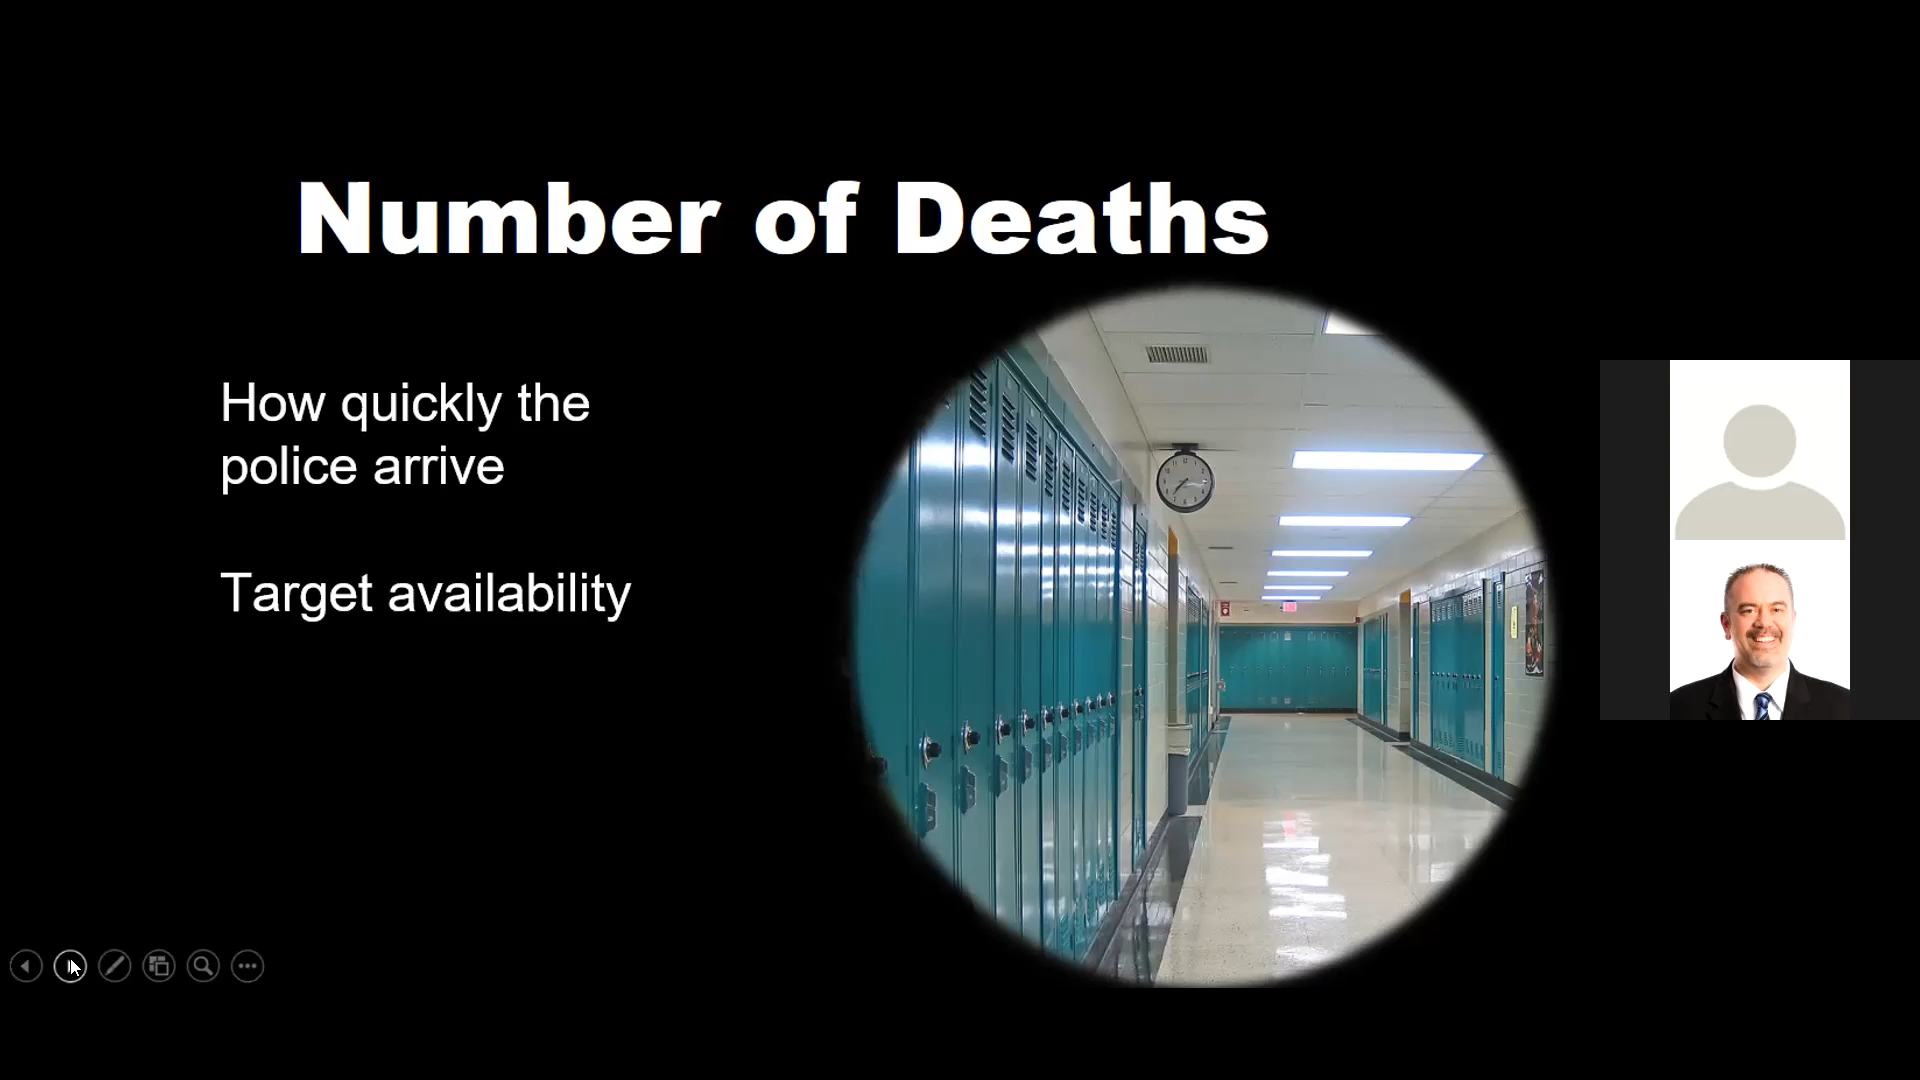 Number of Deaths
How quickly the
police arrive
Target availability